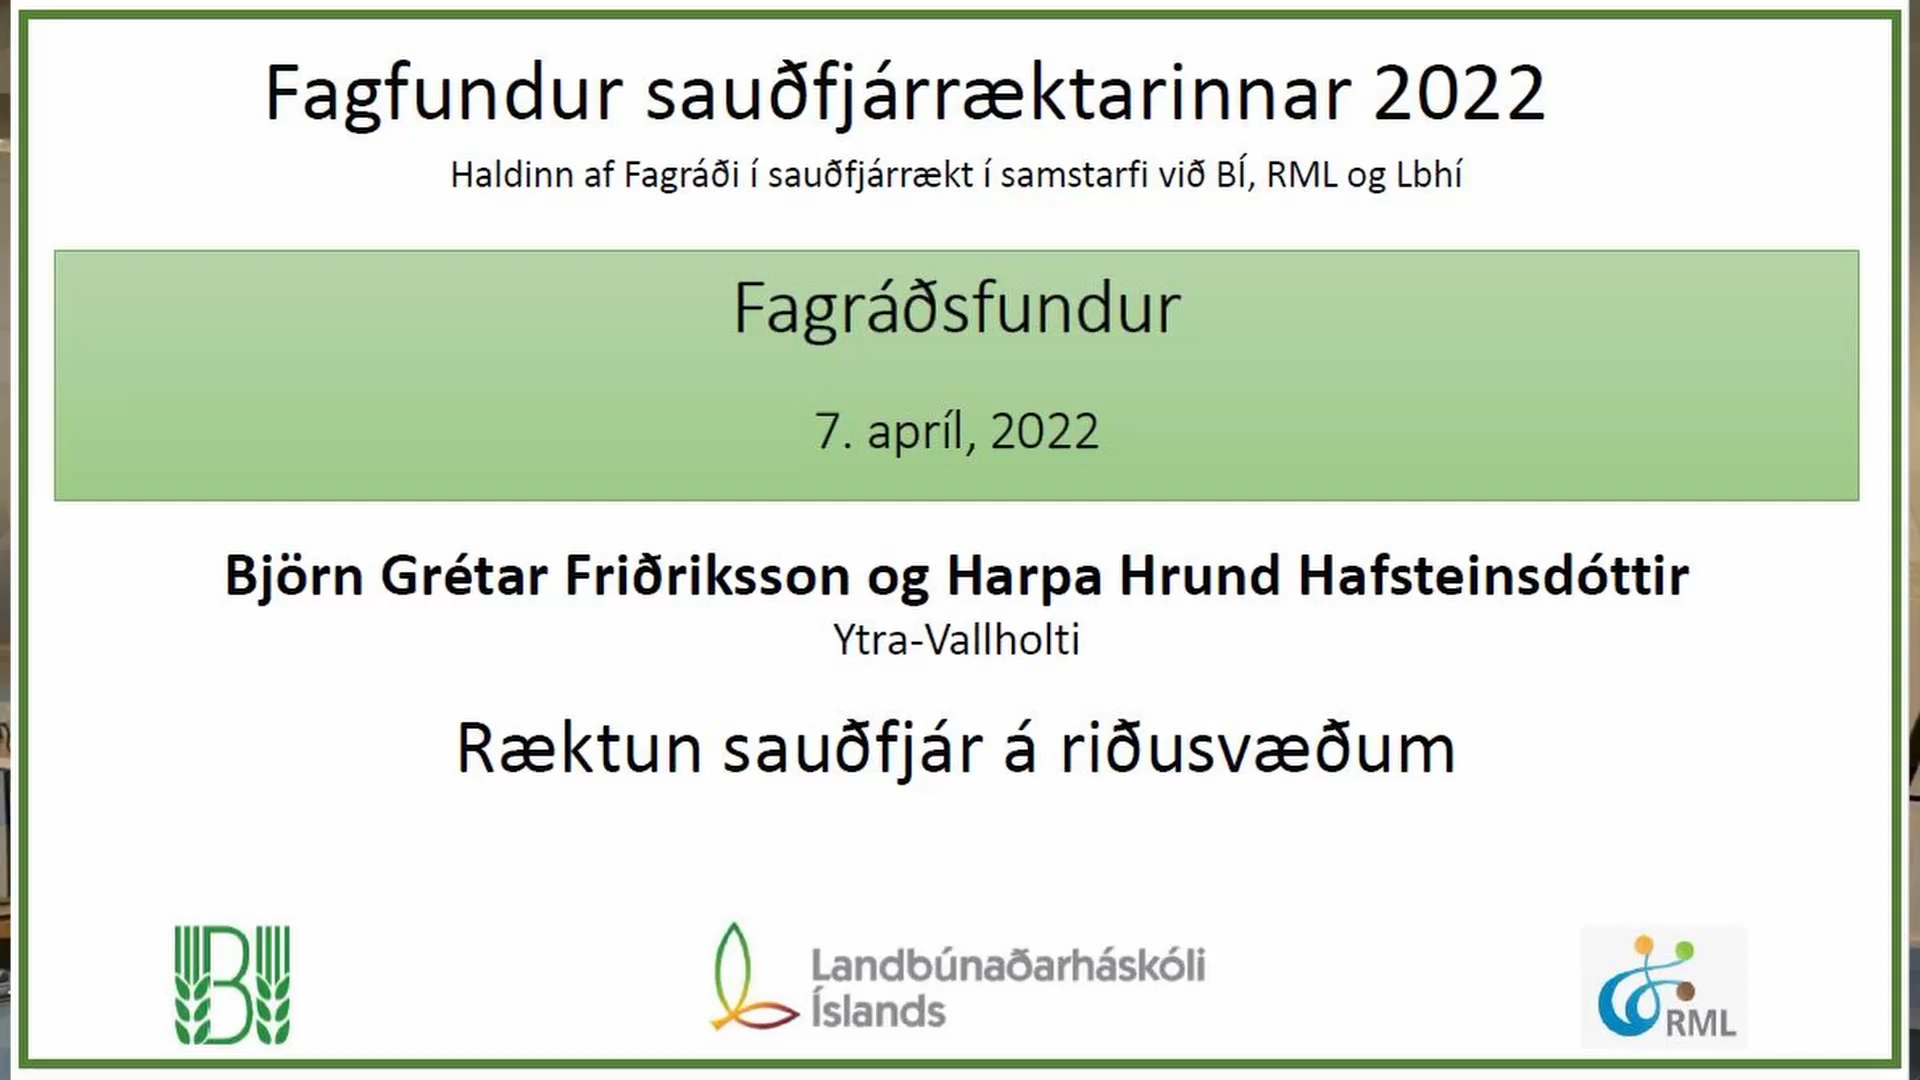 Fagfundur sauðfjárræktarinnar 2022
Haldinn af Fagráði í sauðfjárrækt í samstarfi við BÍ, RML og Lbhí
Fagráðsfundur
7. apríl, 2022
Björn Grétar Friðriksson og Harpa Hrund Hafsteinsdóttir
Ytra-Vallholti
Ræktun sauðfjár á riðusvæðum
BÍ
Landbúnaðarháskóli
Íslands
RML